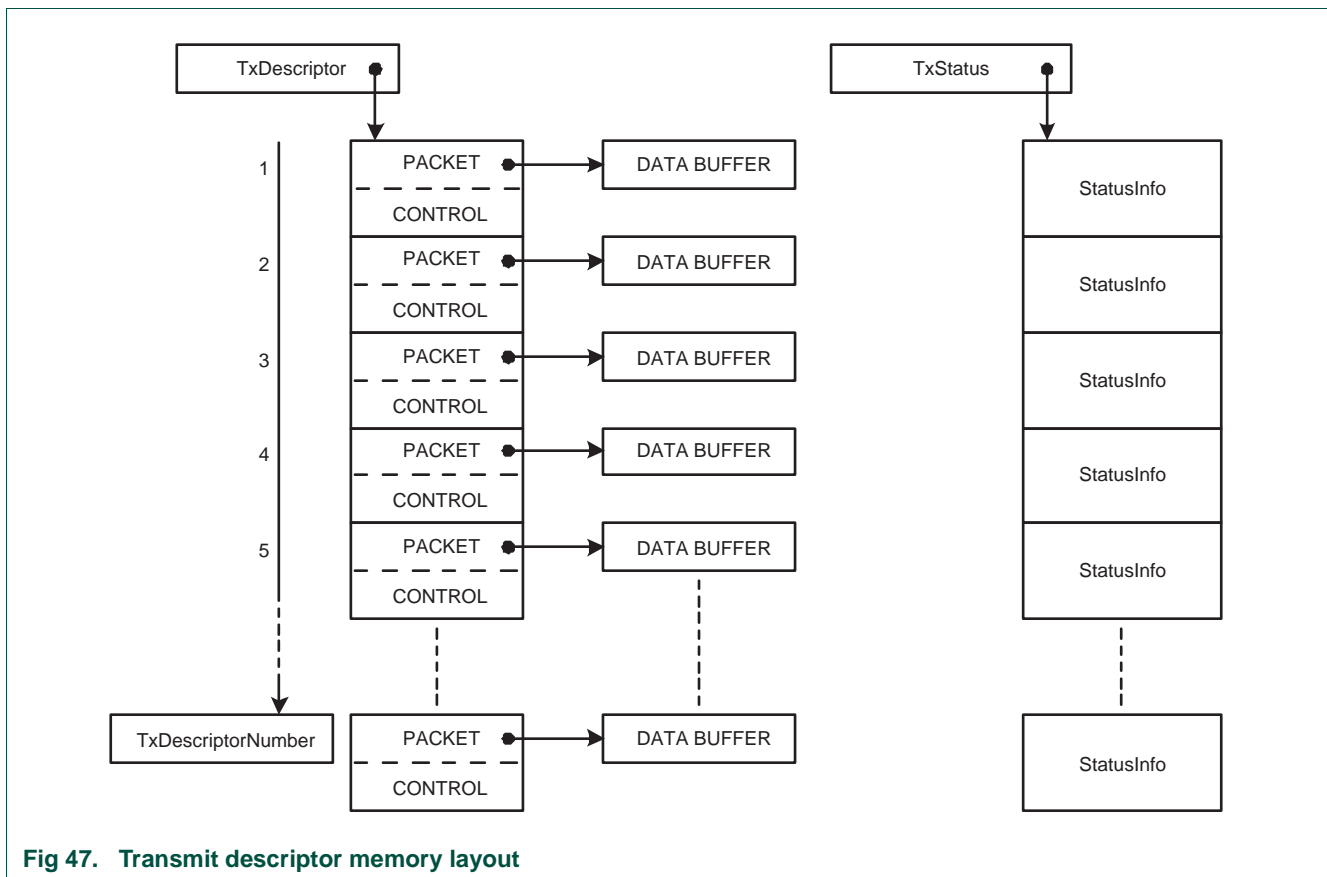 TxDescriptor
TxStatus
1
PACKET
DATA BUFFER
CONTROL
StatusInfo
2
PACKET
DATA BUFFER
CONTROL
StatusInfo
3
PACKET
DATA BUFFER
CONTROL
StatusInfo
4
PACKET
DATA BUFFER
CONTROL
StatusInfo
5
PACKET
DATA BUFFER
CONTROL
StatusInfo
TxDescriptorNumber
PACKET
DATA BUFFER
CONTROL
StatusInfo
Fig 47. Transmit descriptor memory layout